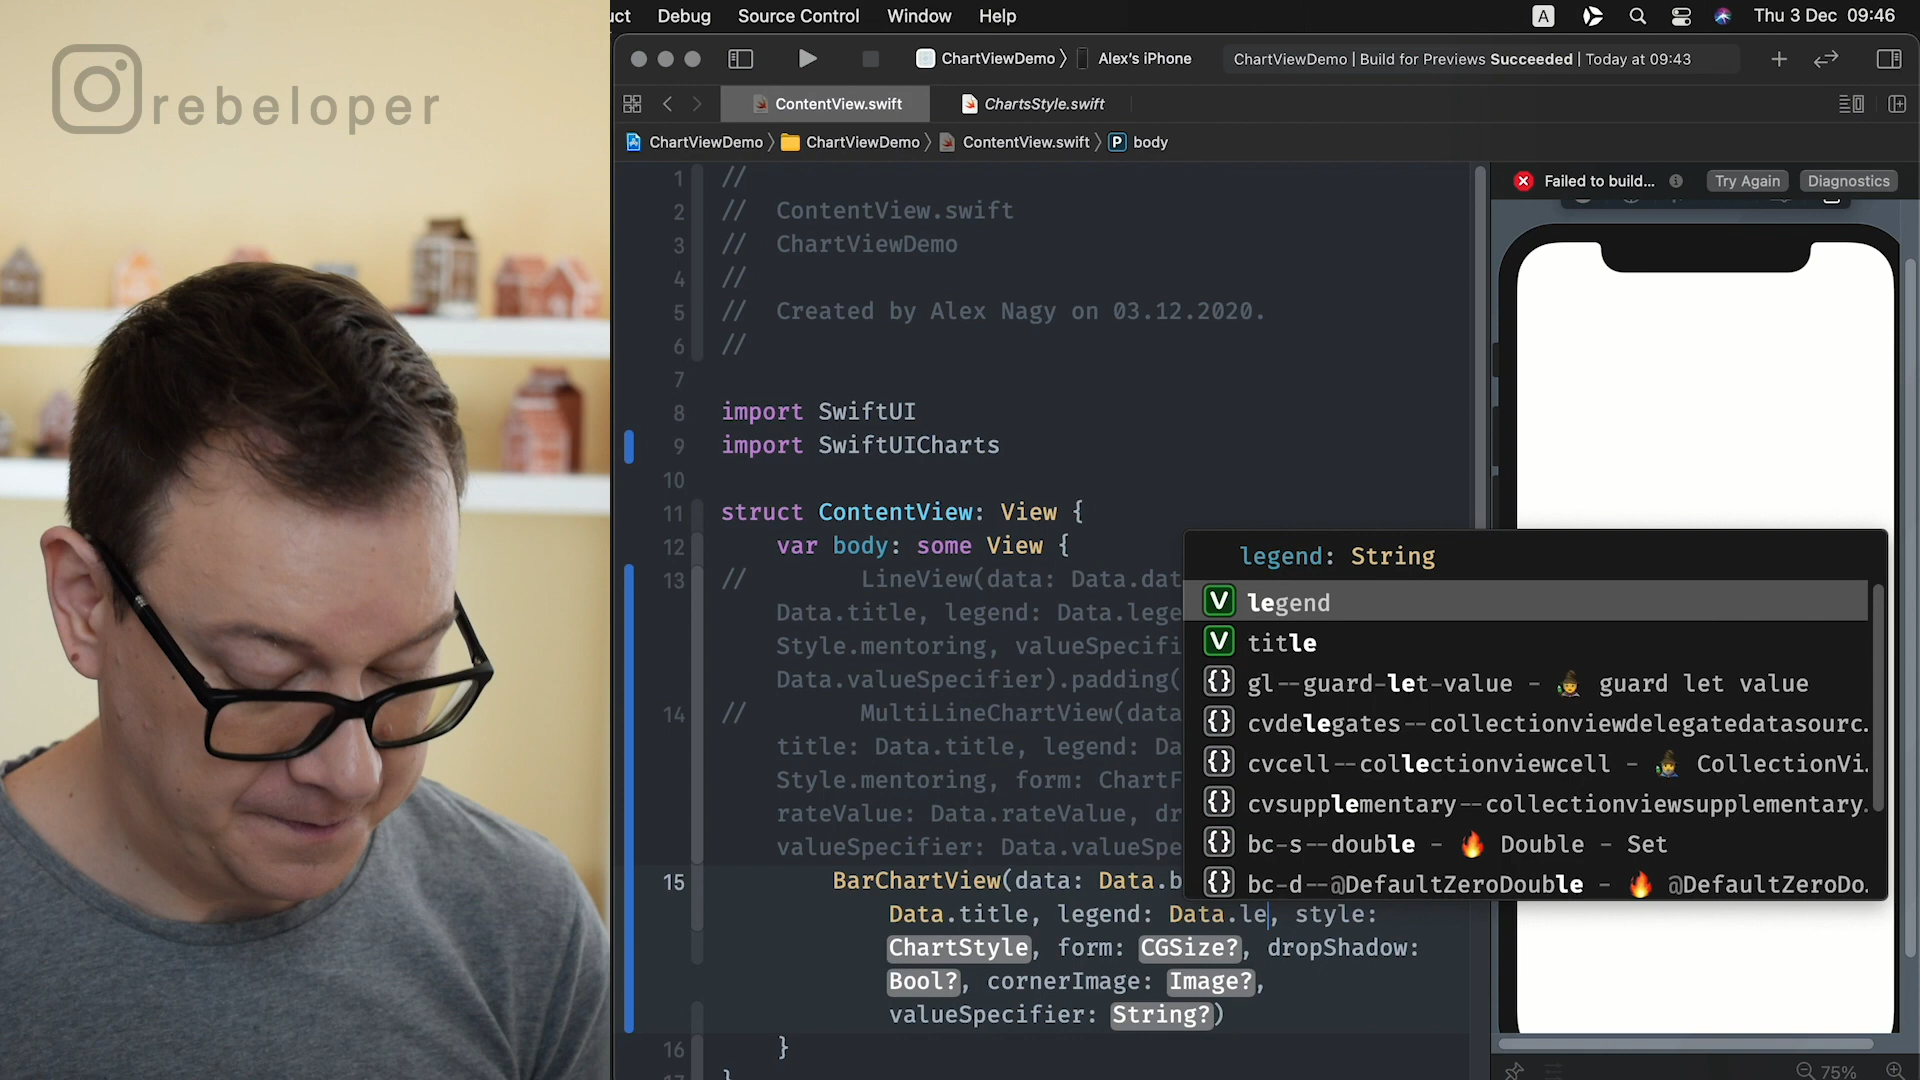 rebeloper
uct Debug Source Control Window Help
A
Thu 3 Dec 09:46
ChartViewDemo 〉 Alex's iPhone
ChartViewDemo | Build for Previews Succeeded | Today at 09:43
ContentView.swift
ChartsStyle.swift
ChartViewDemo 〉 ChartViewDemo 〉 ContentView.swift 〉 P body
Failed to build... Try Again Diagnostics
1 //
2 // ContentView.swift
3 // ChartViewDemo
4 //
5 // Created by Alex Nagy on 03.12.2020.
6 //
7
8 import SwiftUI
9 import SwiftUICharts
10
11 struct ContentView: View {
12 var body: some View {
13 // LineView(data: Data.dat
Data.title, legend: Data.lege
Style.mentoring, valueSpecifi
Data.valueSpecifier).padding(
14 // MultiLineChartView(data
title: Data.title, legend: Da
Style.mentoring, form: ChartF
rateValue: Data.rateValue, dr
valueSpecifier: Data.valueSpe
15 BarChartView(data: Data.b
Data.title, legend: Data.le, style:
ChartStyle, form: CGSize?, dropShadow:
Bool?, cornerImage: Image?,
valueSpecifier: String?)
16 }
17 }
legend: String
V legend
V title
{} gl--guard-let-value - guard let value
{} cvdelegates--collectionviewdelegatedatasourc…
{} cvcell--collectionviewcell - CollectionVi…
{} cvsupplementary--collectionviewsupplementary…
{} bc-s--double - 🔥 Double - Set
{} bc-d--@DefaultZeroDouble - 🔥 @DefaultZeroDo…
75%